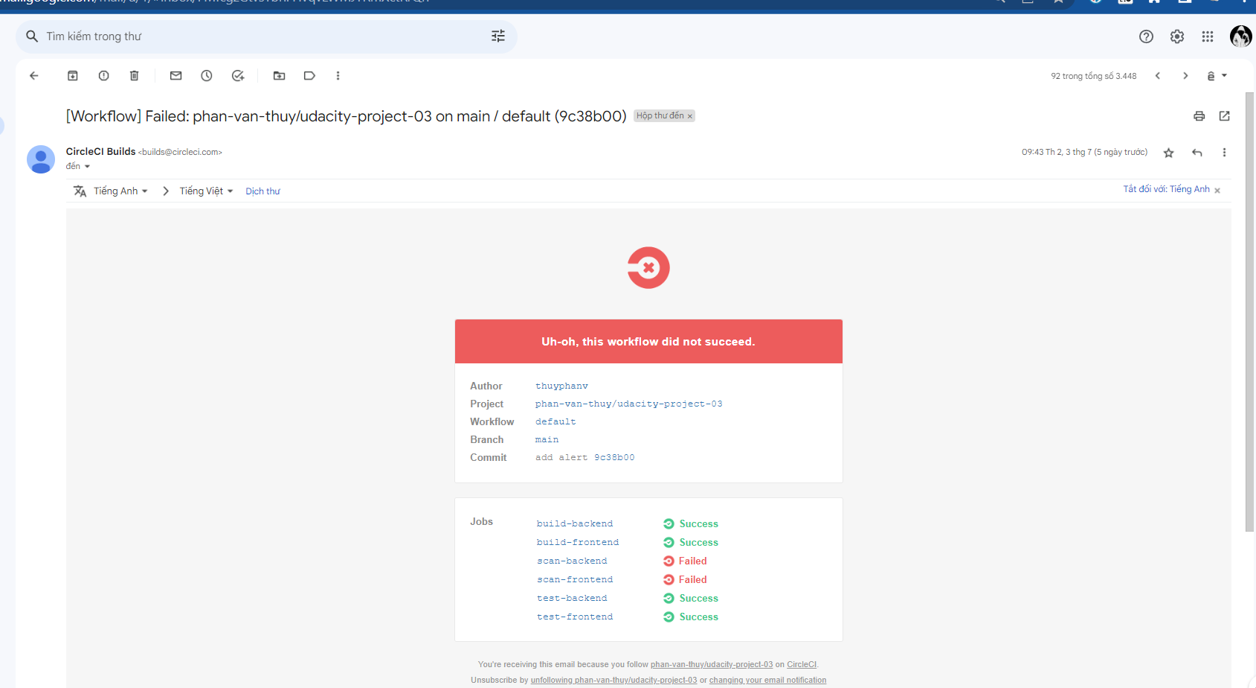 Tìm kiếm trong thư
92 trong tổng số 3.448
[Workflow] Failed: phan-van-thuy/udacity-project-03 on main / default (9c38b00) Hộp thư đến ×
CircleCI Builds <builds@circleci.com>
09:43 Th 2, 3 thg 7 (5 ngày trước)
đến
Tiếng Anh > Tiếng Việt Dịch thư
Tắt đối với: Tiếng Anh ×
Uh-oh, this workflow did not succeed.
Author thuyphanv
Project phan-van-thuy/udacity-project-03
Workflow default
Branch main
Commit add alert 9c38b00
Jobs build-backend Success
build-frontend Success
scan-backend Failed
scan-frontend Failed
test-backend Success
test-frontend Success
You're receiving this email because you follow phan-van-thuy/udacity-project-03 on CircleCI.
Unsubscribe by unfollowing phan-van-thuy/udacity-project-03 or changing your email notification